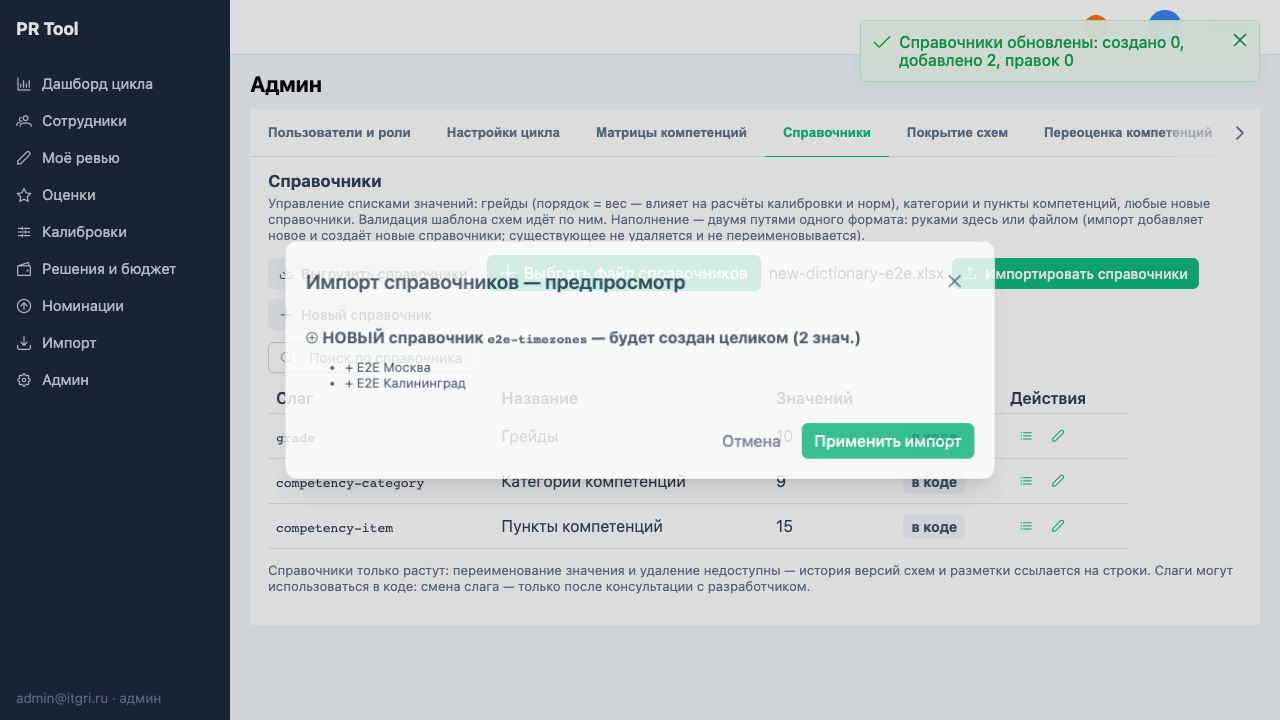 PR Tool
Дашборд цикла
Сотрудники
Моё ревью
Оценки
Калибровки
Решения и бюджет
Номинации
Импорт
Админ
admin@itgri.ru · админ
Справочники обновлены: создано 0,
добавлено 2, правок 0
Админ
Пользователи и роли
Настройки цикла
Матрицы компетенций
Справочники
Покрытие схем
Переоценка компетенций
Справочники
Управление списками значений: грейды (порядок = вес — влияет на расчёты калибровки и норм), категории и пункты компетенций, любые новые
справочники. Валидация шаблона схем идёт по ним. Наполнение — двумя путями одного формата: руками здесь или файлом (импорт добавляет
новое и создаёт новые справочники; существующее не удаляется и не переименовывается).
Выгрузить справочники
Выбрать файл справочников
new-dictionary-e2e.xlsx
Импортировать справочники
Новый справочник
Поиск по справочника
Импорт справочников — предпросмотр
НОВЫЙ справочник e2e-timezones — будет создан целиком (2 знач.)
• + E2E Москва
• + E2E Калининград
Отмена
Применить импорт
Слаг
Название
Значений
Действия
grade
Грейды
10
competency-category
Категории компетенций
9
в коде
competency-item
Пункты компетенций
15
в коде
Справочники только растут: переименование значения и удаление недоступны — история версий схем и разметки ссылается на строки. Слаги могут
использоваться в коде: смена слага — только после консультации с разработчиком.